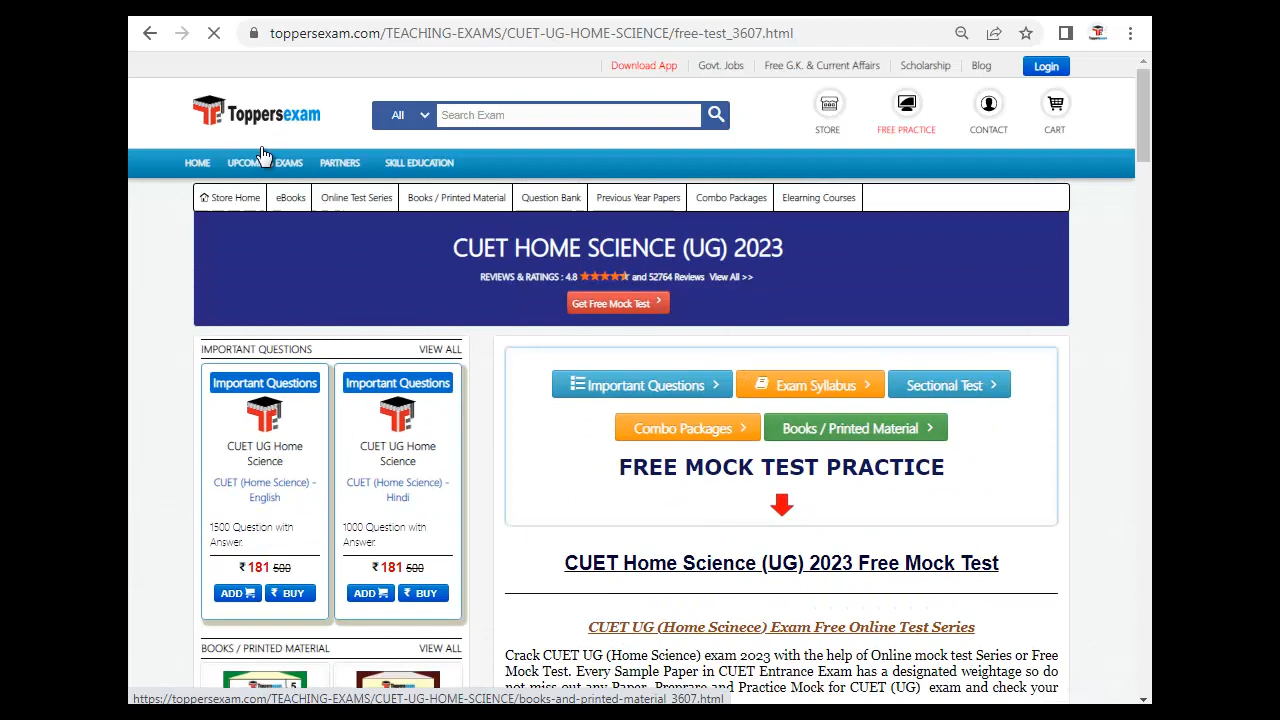 toppersexam.com/TEACHING-EXAMS/CUET-UG-HOME-SCIENCE/free-test_3607.html
Download App Govt. Jobs Free G.K. & Current Affairs Scholarship Blog Login
Toppersexam All Search Exam
STORE FREE PRACTICE CONTACT CART
HOME UPCOMING EXAMS PARTNERS SKILL EDUCATION
Store Home eBooks Online Test Series Books / Printed Material Question Bank Previous Year Papers Combo Packages Elearning Courses
CUET HOME SCIENCE (UG) 2023
REVIEWS & RATINGS : 4.8 and 52764 Reviews View All >>
Get Free Mock Test
IMPORTANT QUESTIONS VIEW ALL
Important Questions
CUET UG Home
Science
CUET (Home Science) -
English
1500 Question with
Answer.
₹ 181 500
ADD ₹ BUY
Important Questions
CUET UG Home
Science
CUET (Home Science) -
Hindi
1000 Question with
Answer.
₹ 181 500
ADD ₹ BUY
BOOKS / PRINTED MATERIAL VIEW ALL
Toppersexam 5
Toppersexam
Important Questions Exam Syllabus Sectional Test
Combo Packages Books / Printed Material
FREE MOCK TEST PRACTICE
CUET Home Science (UG) 2023 Free Mock Test
CUET UG (Home Scinece) Exam Free Online Test Series
Crack CUET UG (Home Science) exam 2023 with the help of Online mock test Series or Free
Mock Test. Every Sample Paper in CUET Entrance Exam has a designated weightage so do
not miss out any Paper. Prepare and Practice Mock for CUET (UG) exam and check your
https://toppersexam.com/TEACHING-EXAMS/CUET-UG-HOME-SCIENCE/books-and-printed-material_3607.html